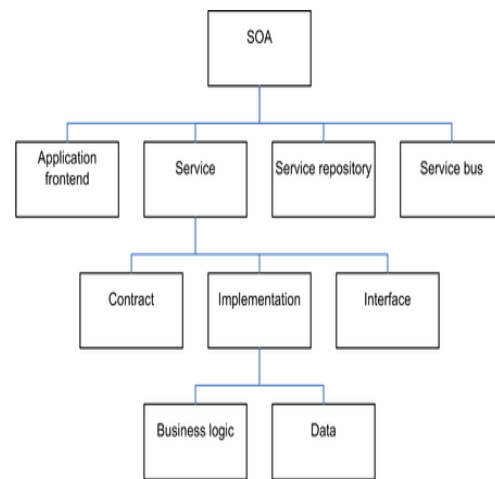 SOA
Application
frontend
Service
Service repository
Service bus
Contract
Implementation
Interface
Business logic
Data